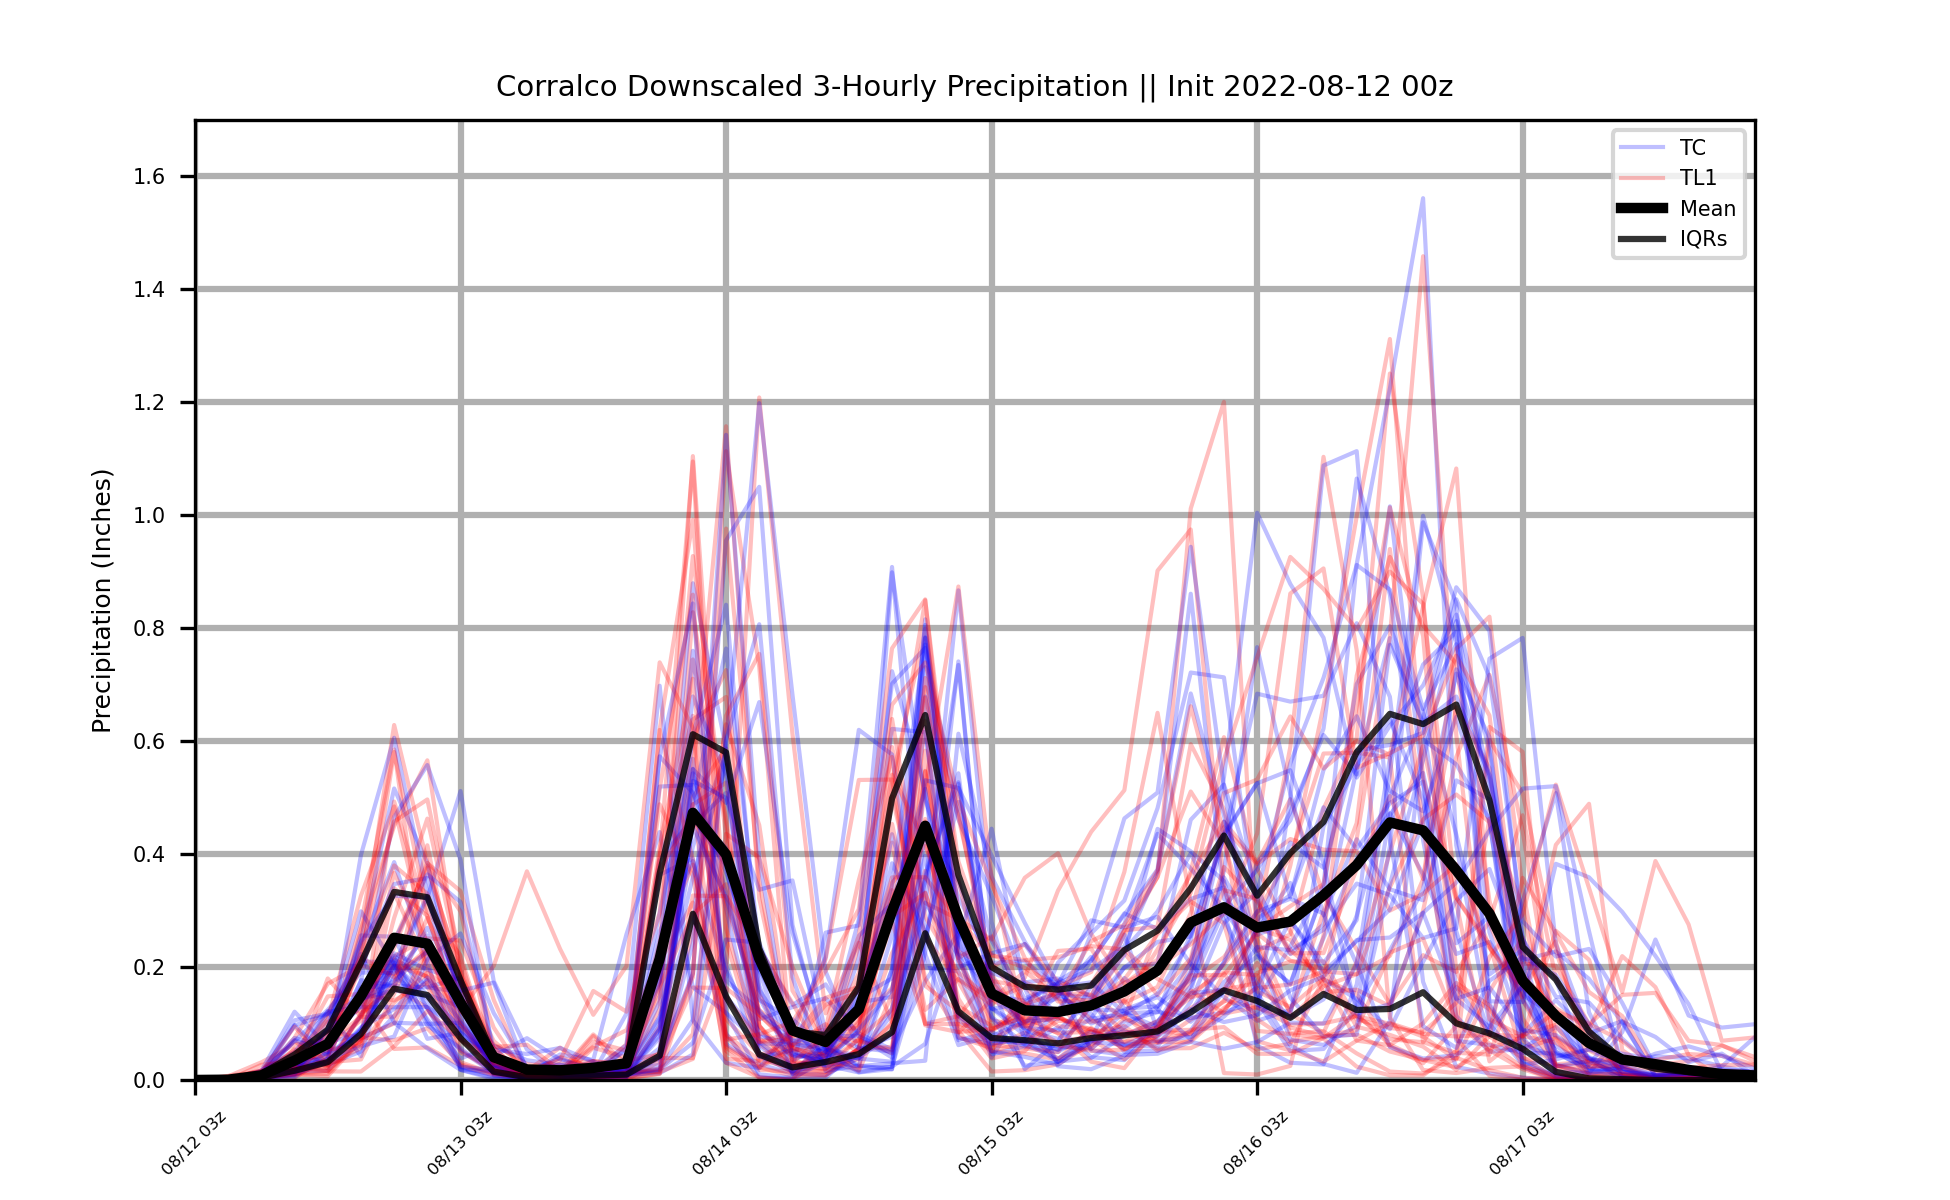 Corralco Downscaled 3-Hourly Precipitation || Init 2022-08-12 00z
TC
TL1
Mean
IQRs
Precipitation (Inches)
1.6
1.4
1.2
1.0
0.8
0.6
0.4
0.2
0.0
08/12 03z
08/13 03z
08/14 03z
08/15 03z
08/16 03z
08/17 03z